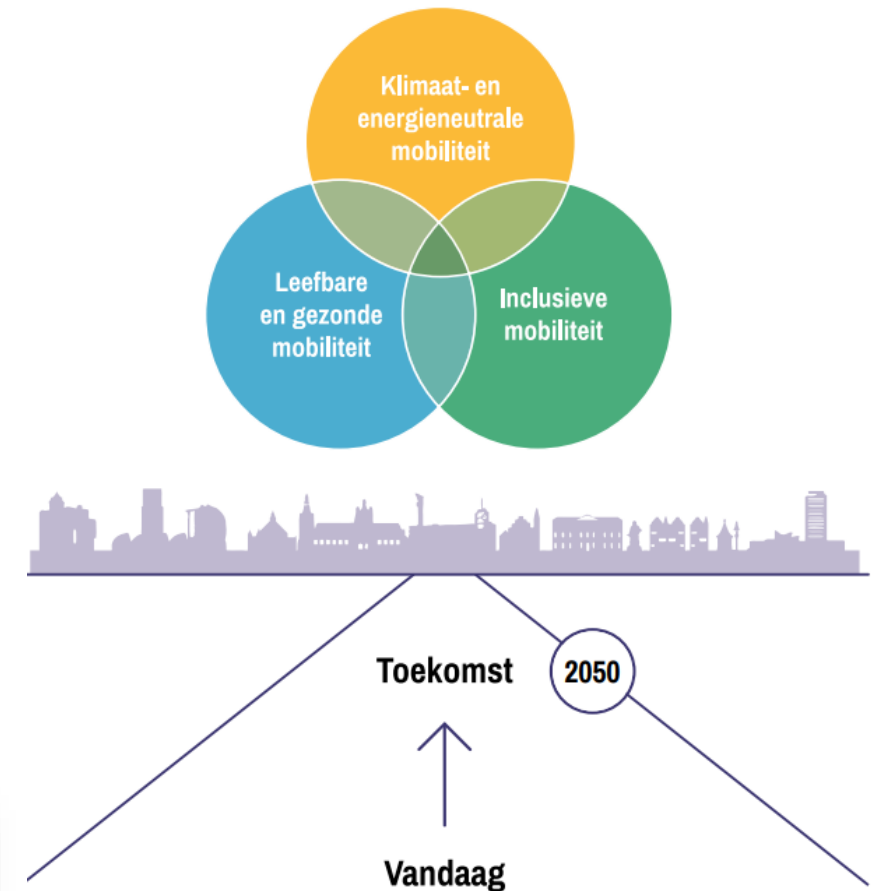 Klimaat- en
energieneutrale
mobiliteit
Leefbare
en gezonde
mobiliteit
Inclusieve
mobiliteit
Toekomst
2050
Vandaag